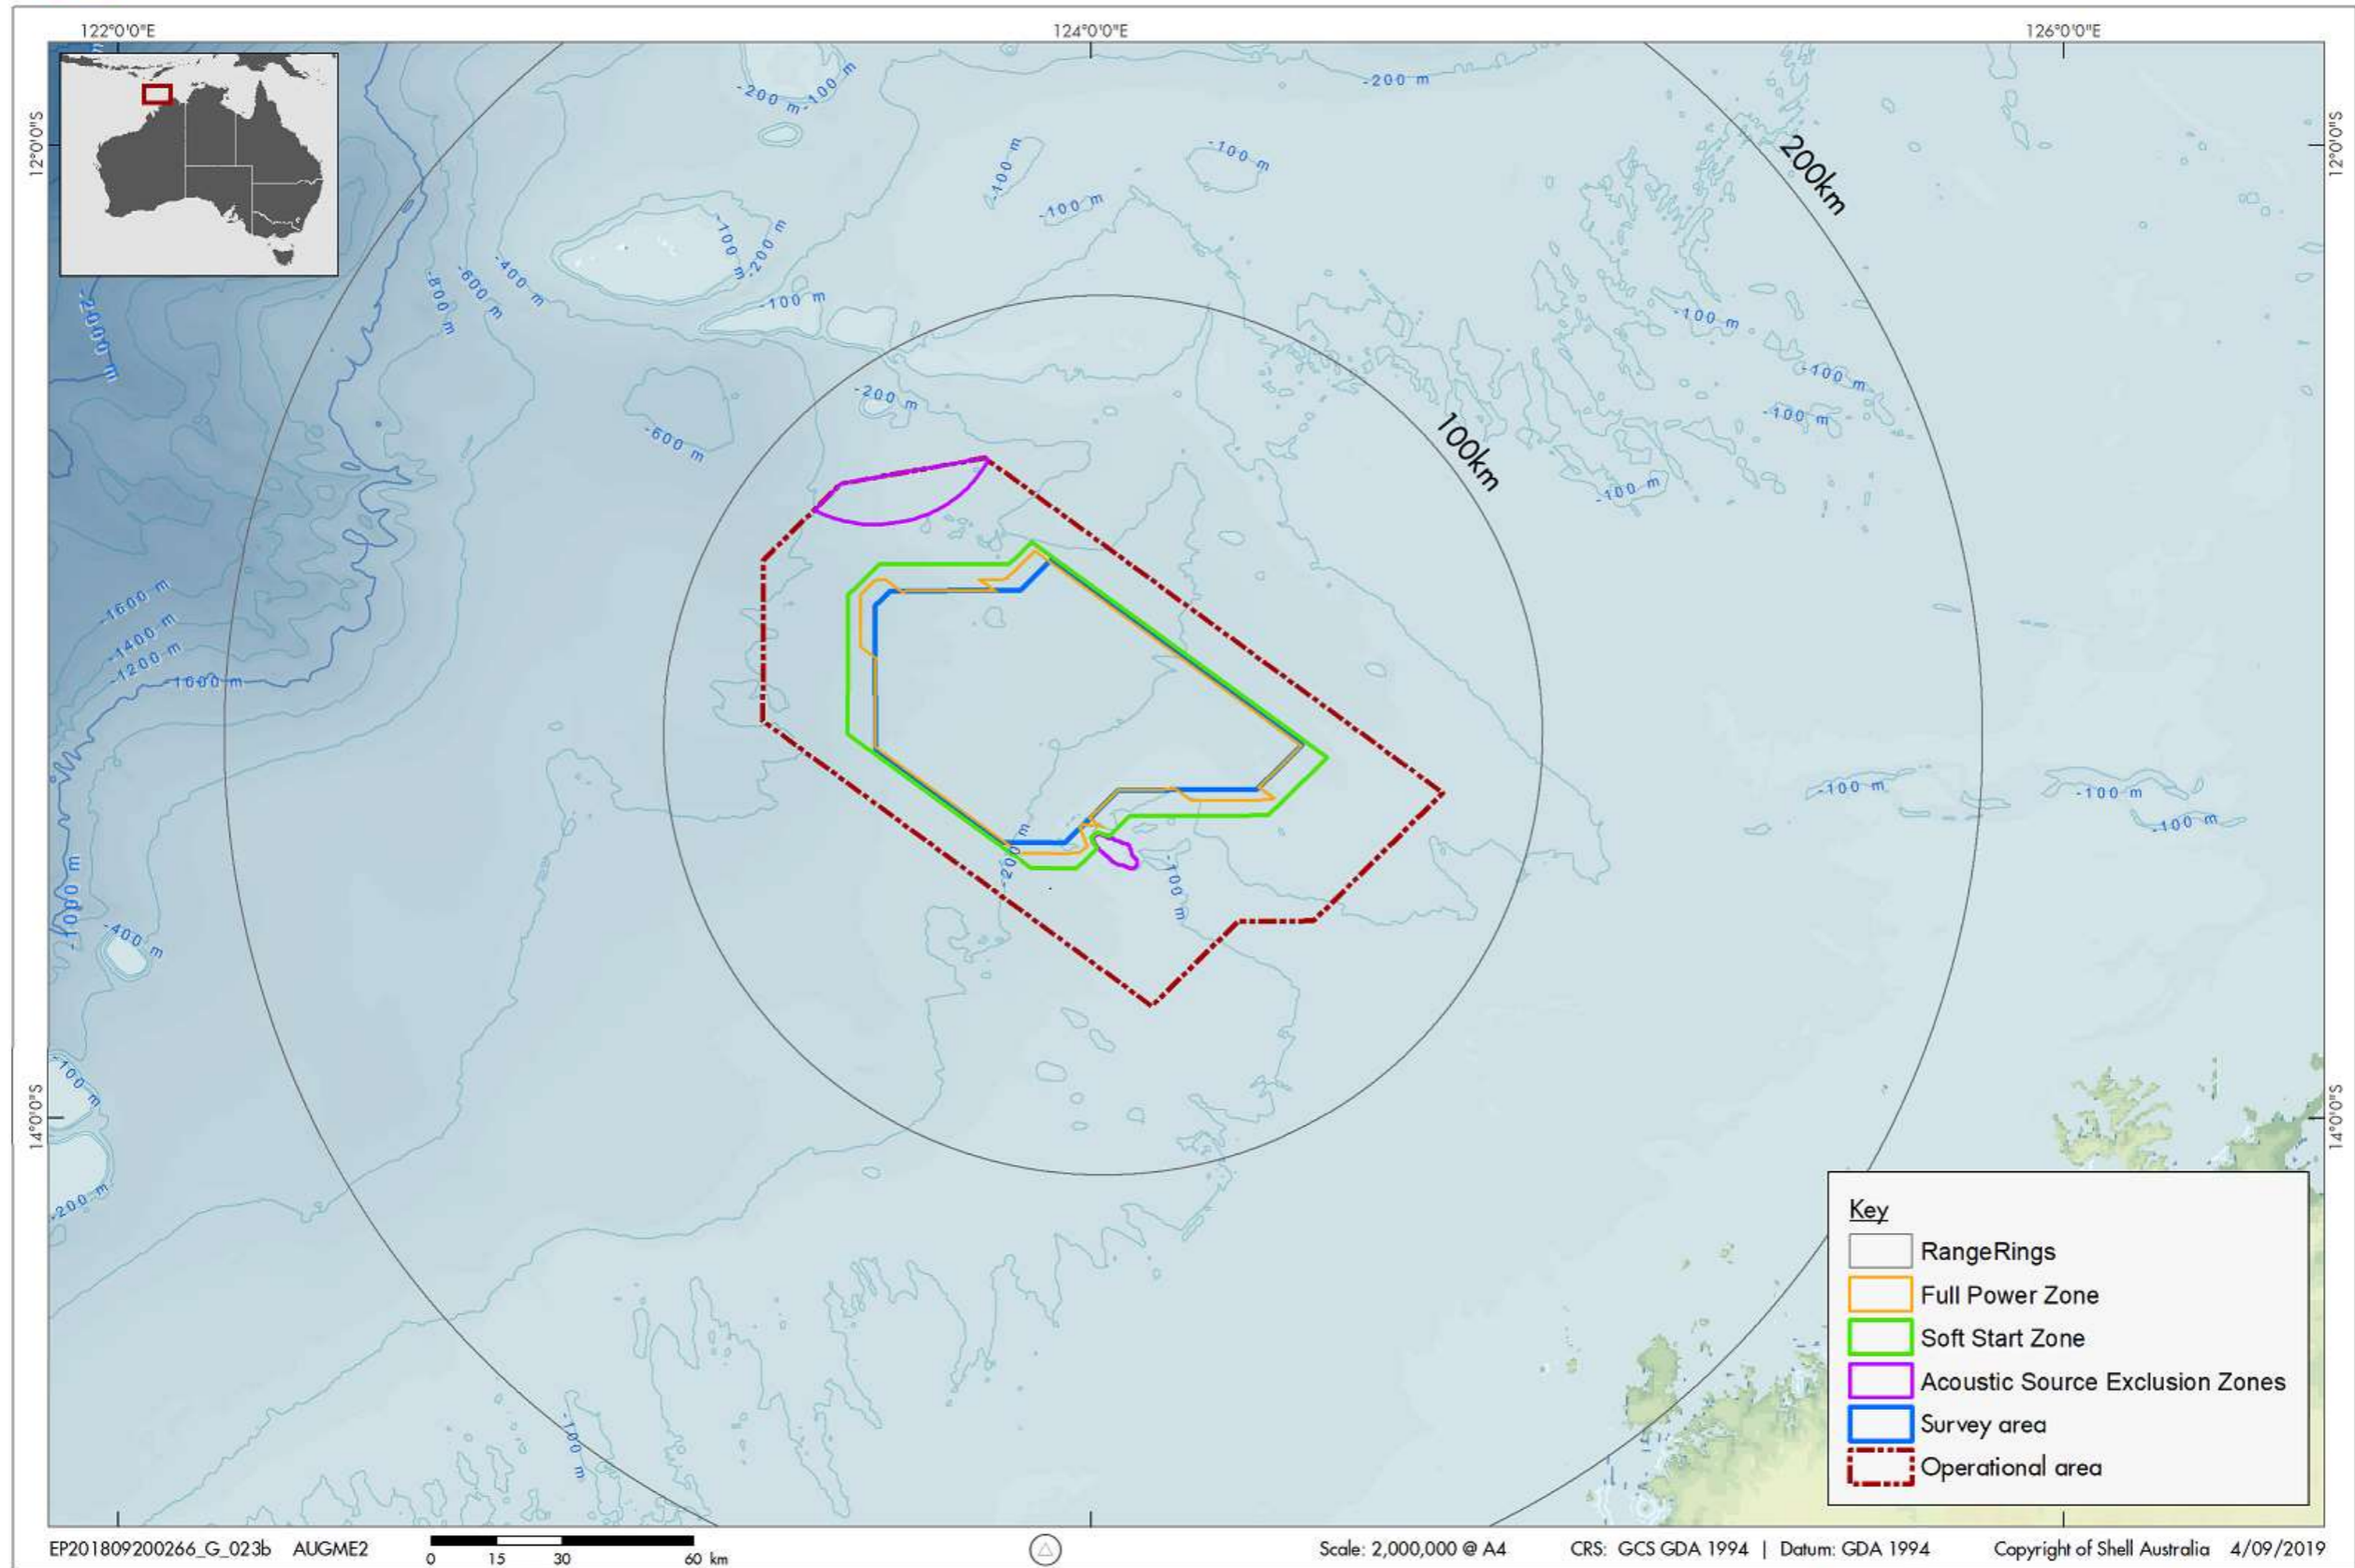 122°0'0"E
124°0'0"E
126°0'0"E
12°0'0"S
12°0'0"S
-200 m
-100 m
-200 m
-100 m
-100 m
-100 m
200km
-100 m
-200 m
-400 m
-600 m
-800 m
-2000 m
-100 m
-100 m
-100 m
-100 m
-200 m
-600 m
100km
-100 m
-1600 m
-1400 m
-1200 m
-1000 m
-100 m
-100 m
-100 m
-200 m
-100 m
-1000 m
-400 m
14°0'0"S
14°0'0"S
-100 m
-200 m
-100 m
Key
RangeRings
Full Power Zone
Soft Start Zone
Acoustic Source Exclusion Zones
Survey area
Operational area
EP201809200266_G_023b AUGME2
0 15 30 60 km
Scale: 2,000,000 @ A4
CRS: GCS GDA 1994 | Datum: GDA 1994
Copyright of Shell Australia 4/09/2019